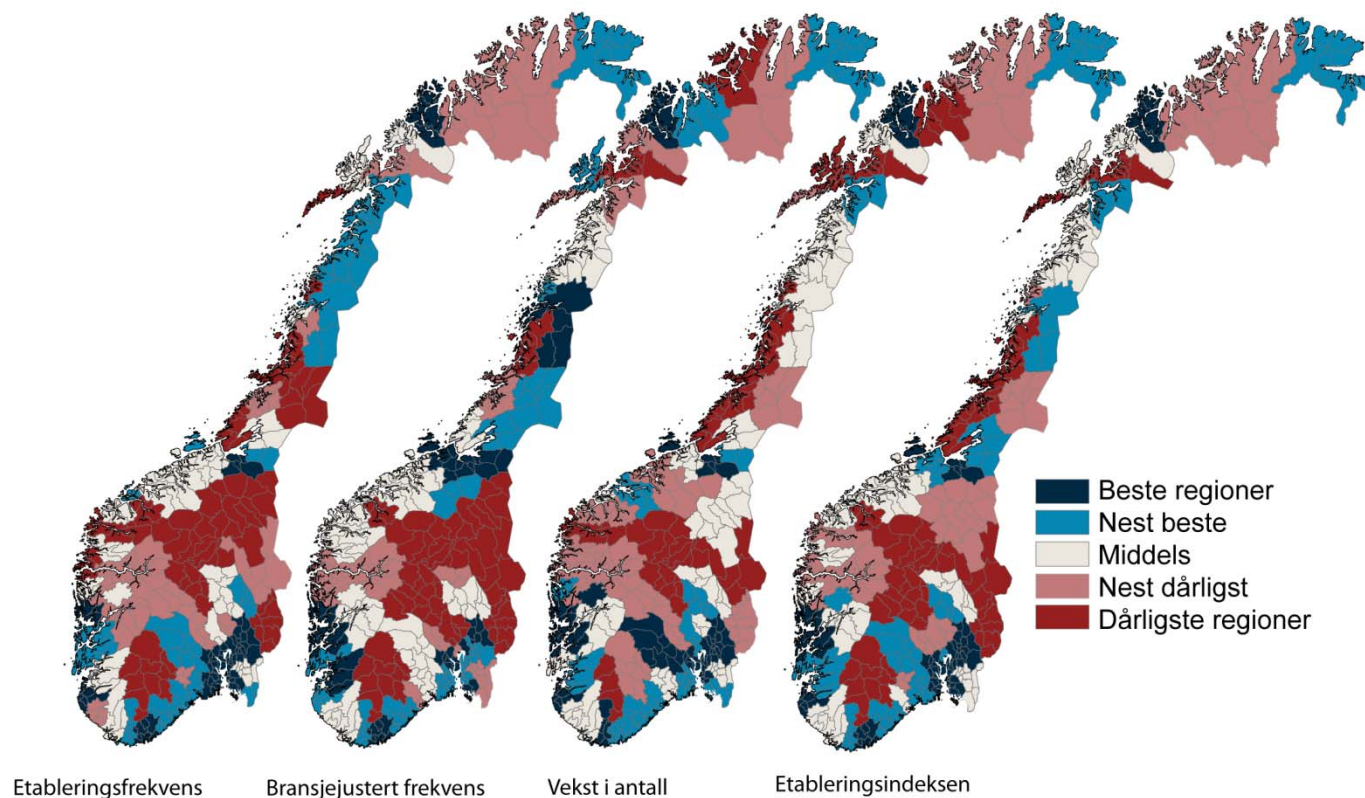 Beste regioner
Nest beste
Middels
Nest dårligst
Dårligste regioner
Etableringsfrekvens
Bransjejustert frekvens
Vekst i antall
Etableringsindeksen